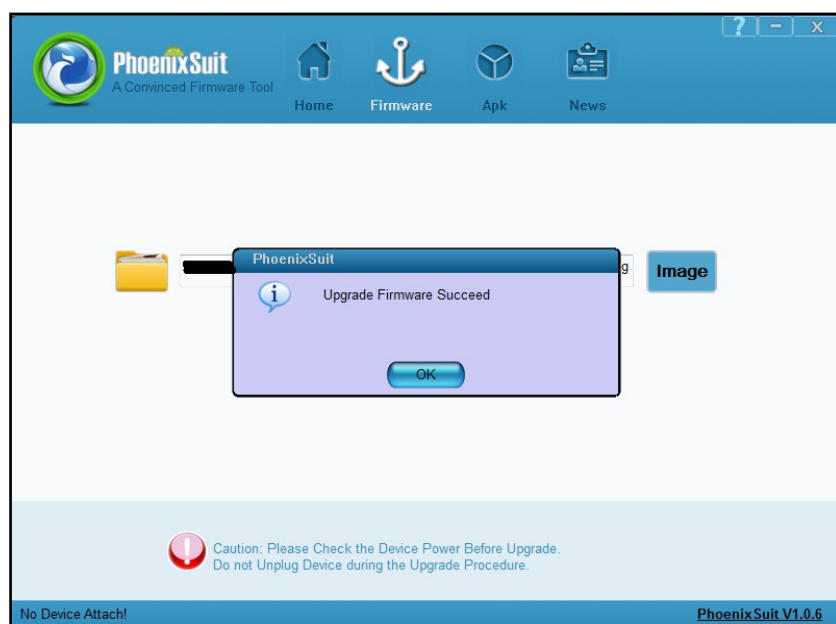 ? - X
PhoenixSuit
A Convinced Firmware Tool
Home Firmware Apk News
PhoenixSuit
g
Image
Upgrade Firmware Succeed
OK
Caution: Please Check the Device Power Before Upgrade.
Do not Unplug Device during the Upgrade Procedure.
No Device Attach!
PhoenixSuit V1.0.6